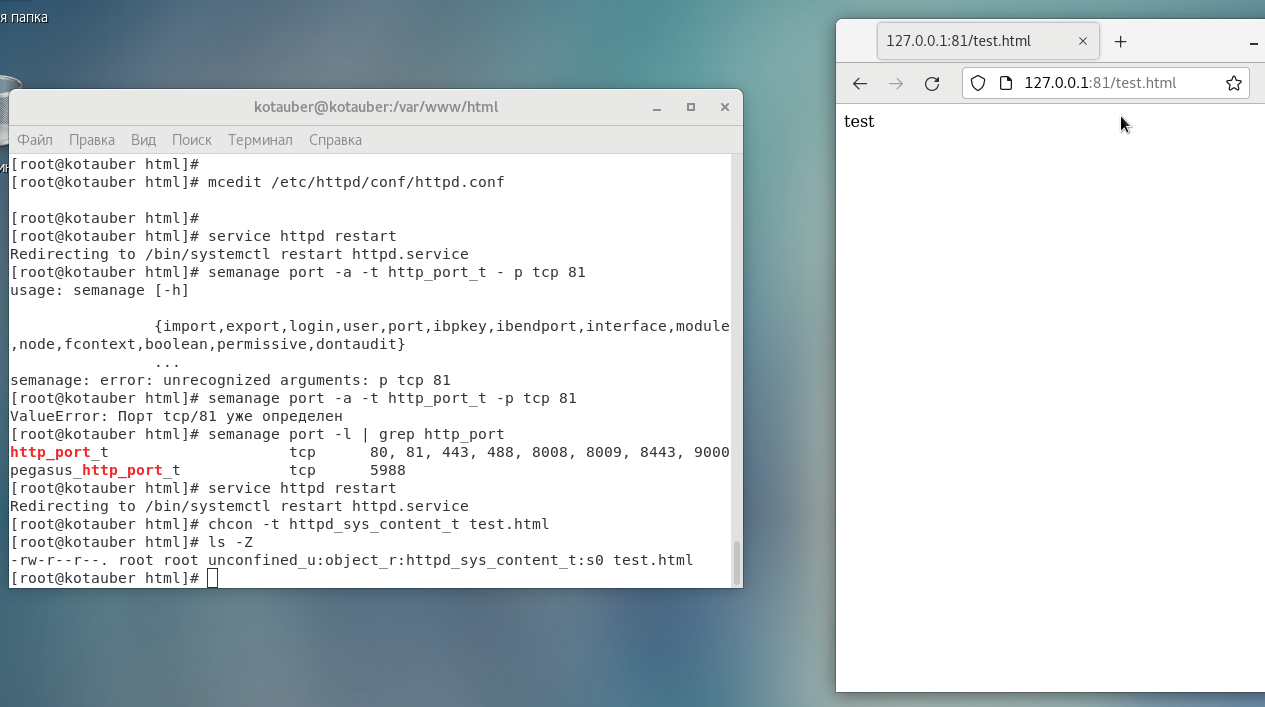 я папка
kotauber@kotauber:/var/www/html
Файл Правка Вид Поиск Терминал Справка
[root@kotauber html]#
[root@kotauber html]# mcedit /etc/httpd/conf/httpd.conf
[root@kotauber html]#
[root@kotauber html]# service httpd restart
Redirecting to /bin/systemctl restart httpd.service
[root@kotauber html]# semanage port -a -t http_port_t - p tcp 81
usage: semanage [-h]
{import,export,login,user,port,ibpkey,ibendport,interface,module
,node,fcontext,boolean,permissive,dontaudit}
...
semanage: error: unrecognized arguments: p tcp 81
[root@kotauber html]# semanage port -a -t http_port_t -p tcp 81
ValueError: Порт tcp/81 уже определен
[root@kotauber html]# semanage port -l | grep http_port
http_port_t tcp 80, 81, 443, 488, 8008, 8009, 8443, 9000
pegasus_http_port_t tcp 5988
[root@kotauber html]# service httpd restart
Redirecting to /bin/systemctl restart httpd.service
[root@kotauber html]# chcon -t httpd_sys_content_t test.html
[root@kotauber html]# ls -Z
-rw-r--r--. root root unconfined_u:object_r:httpd_sys_content_t:s0 test.html
[root@kotauber html]#
127.0.0.1:81/test.html
127.0.0.1:81/test.html
test